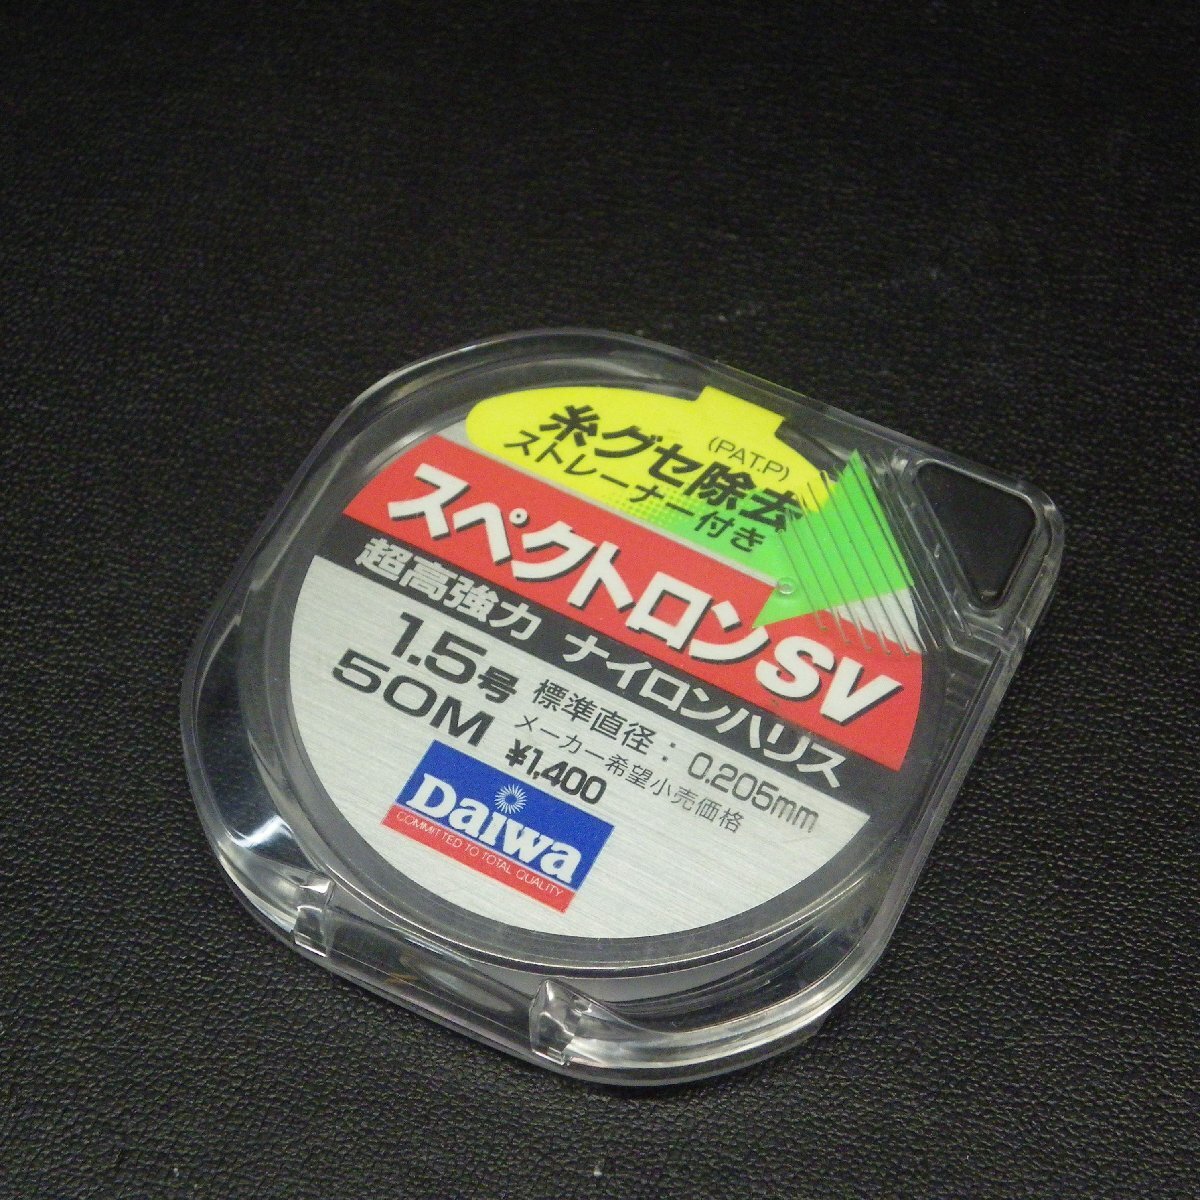 (PAT.P)
糸グセ除去
ストレーナー付き
スペクトロンSV
超高強力 ナイロンハリス
1.5号 標準直径：0.205mm
50M メーカー希望小売価格
¥1,400
Daiwa
COMMITTED TO TOTAL QUALITY